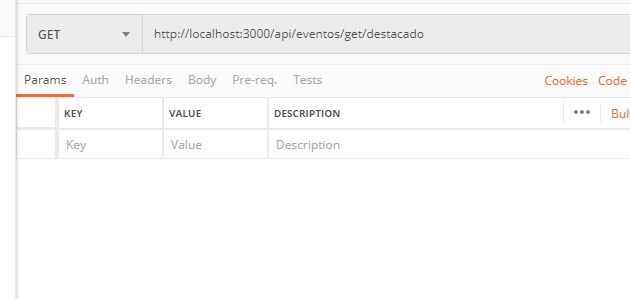 GET http://localhost:3000/api/eventos/get/destacado
Params Auth Headers Body Pre-req. Tests Cookies Code
KEY VALUE DESCRIPTION ••• Bul
Key Value Description